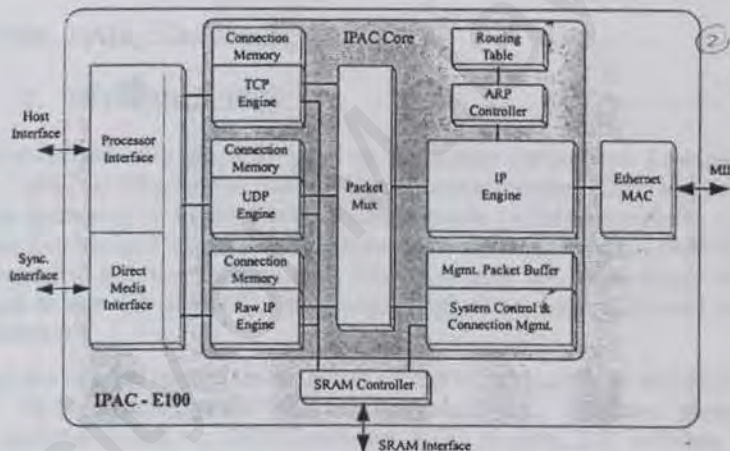 IPAC Core
Connection
Memory
TCP
Engine
Connection
Memory
UDP
Engine
Connection
Memory
Raw IP
Engine
Host
Interface
Processor
Interface
Sync.
Interface
Direct
Media
Interface
Packet
Mux
Routing
Table
ARP
Controller
IP
Engine
Ethernet
MAC
MII
Mgmt. Packet Buffer
System Control &
Connection Mgmt.
SRAM Controller
IPAC - E100
SRAM Interface
2